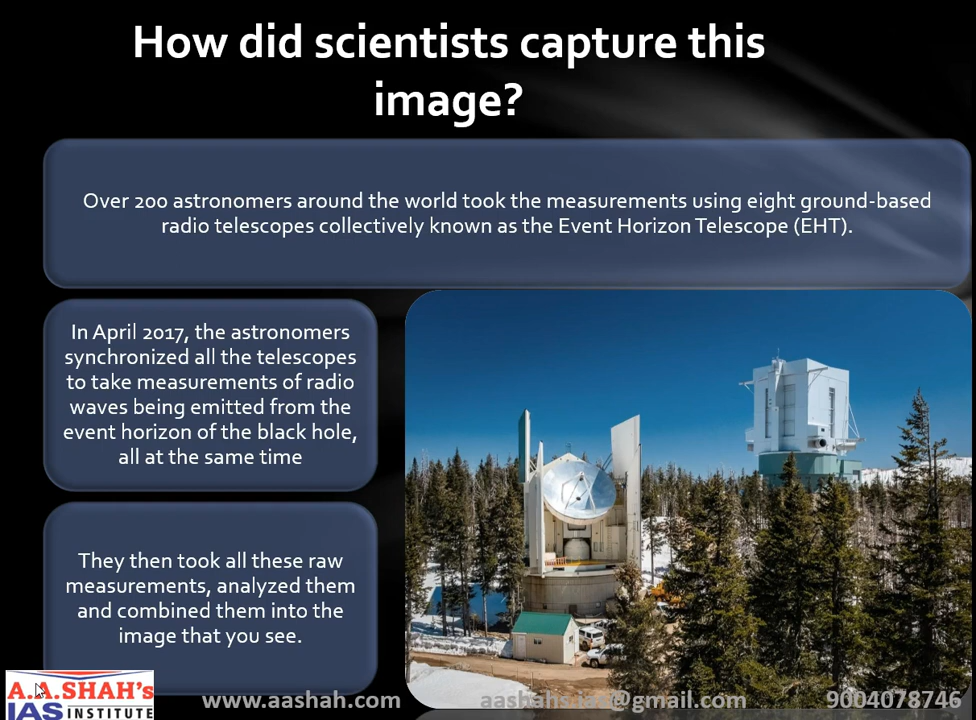 How did scientists capture this
image?
Over 200 astronomers around the world took the measurements using eight ground-based
radio telescopes collectively known as the Event Horizon Telescope (EHT).
In April 2017, the astronomers
synchronized all the telescopes
to take measurements of radio
waves being emitted from the
event horizon of the black hole,
all at the same time
They then took all these raw
measurements, analyzed them
and combined them into the
image that you see.
A.A.SHAH's
IAS INSTITUTE
www.aashah.com
9004078746